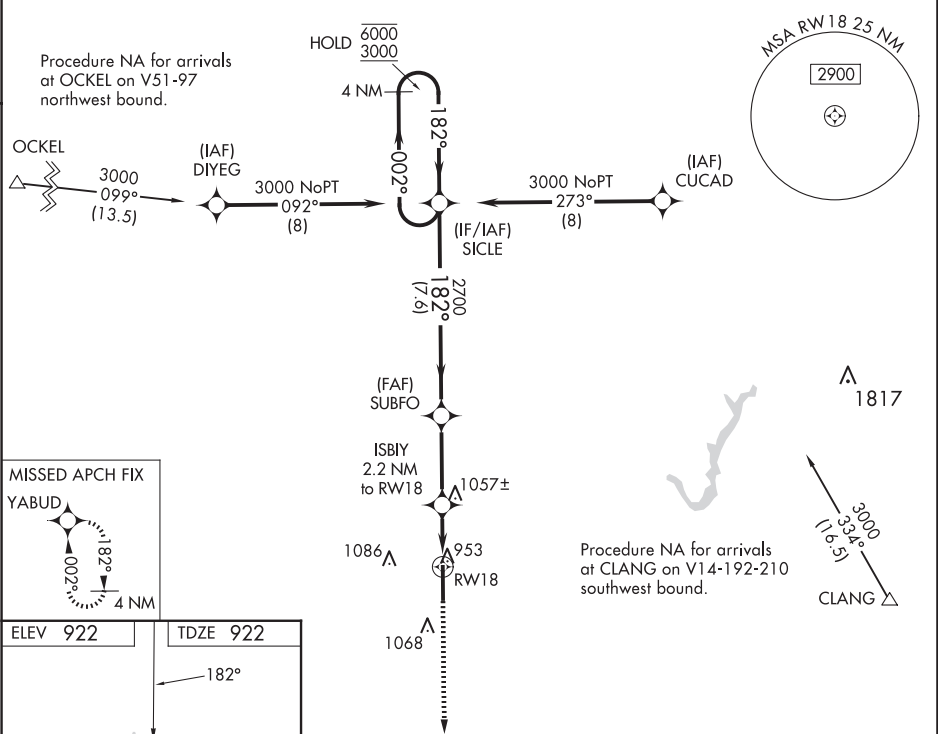 HOLD 6000
3000
4 NM
Procedure NA for arrivals
at OCKEL on V51-97
northwest bound.
MSA RW 18 25 NM
2900
OCKEL
3000
099°
(13.5)
(IAF)
DIYEG
3000 NoPT
092°
(8)
002°
182°
3000 NoPT
273°
(8)
(IAF)
CUCAD
(IF/IAF)
SICLE
2700
182°
(7.6)
(FAF)
SUBFO
1817
ISBIY
2.2 NM
to RW18
1057±
1086
953
RW18
1068
Procedure NA for arrivals
at CLANG on V14-192-210
southwest bound.
3000
334°
(16.5)
CLANG
MISSED APCH FIX
YABUD
182°
002°
4 NM
ELEV 922
TDZE 922
182°